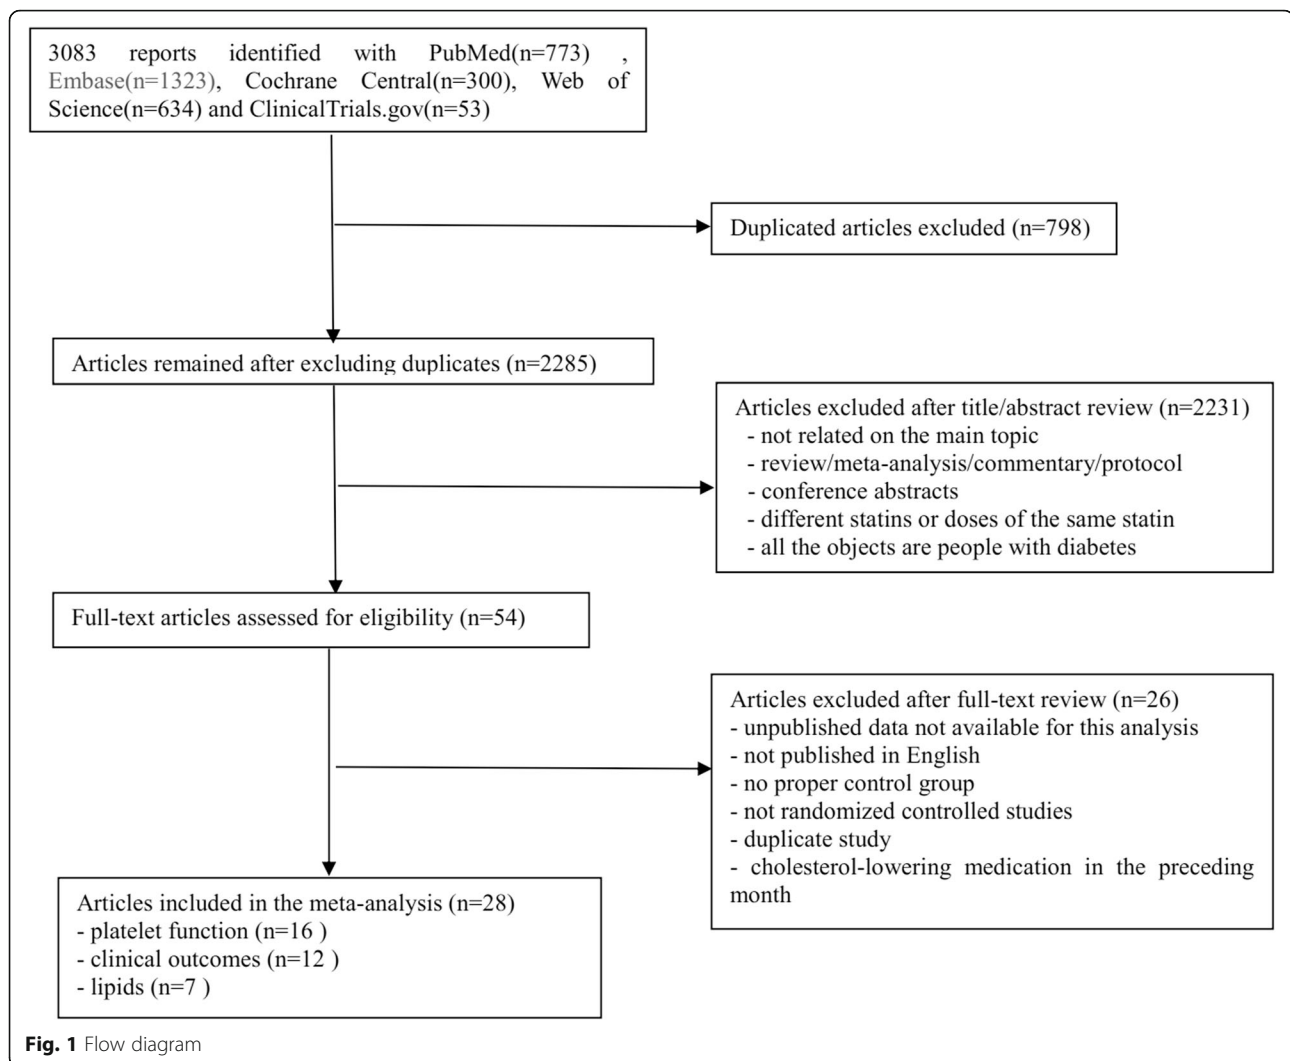 3083 reports identified with PubMed(n=773) ,
Embase(n=1323), Cochrane Central(n=300), Web of
Science(n=634) and ClinicalTrials.gov(n=53)
Duplicated articles excluded (n=798)
Articles remained after excluding duplicates (n=2285)
Articles excluded after title/abstract review (n=2231)
- not related on the main topic
- review/meta-analysis/commentary/protocol
- conference abstracts
- different statins or doses of the same statin
- all the objects are people with diabetes
Full-text articles assessed for eligibility (n=54)
Articles excluded after full-text review (n=26)
- unpublished data not available for this analysis
- not published in English
- no proper control group
- not randomized controlled studies
- duplicate study
- cholesterol-lowering medication in the preceding
month
Articles included in the meta-analysis (n=28)
- platelet function (n=16 )
- clinical outcomes (n=12 )
- lipids (n=7 )
Fig. 1 Flow diagram